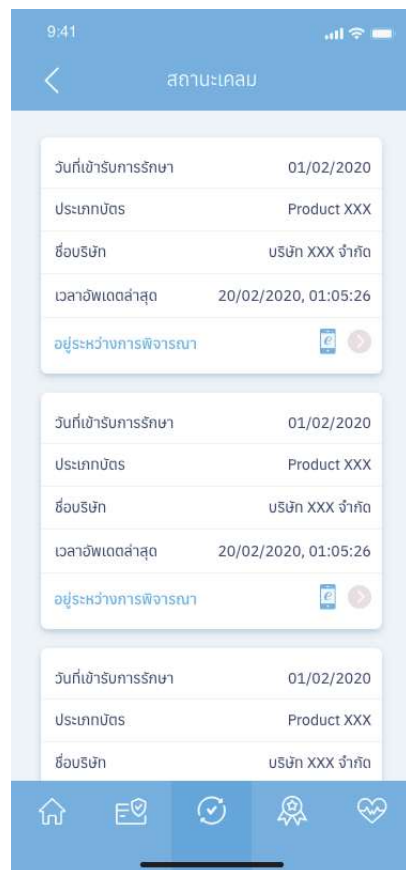 9:41
สถานะเคลม
วันที่เข้ารับการรักษา 01/02/2020
ประเภทบัตร Product XXX
ชื่อบริษัท บริษัท XXX จำกัด
เวลาอัพเดตล่าสุด 20/02/2020, 01:05:26
อยู่ระหว่างการพิจารณา e
วันที่เข้ารับการรักษา 01/02/2020
ประเภทบัตร Product XXX
ชื่อบริษัท บริษัท XXX จำกัด
เวลาอัพเดตล่าสุด 20/02/2020, 01:05:26
อยู่ระหว่างการพิจารณา e
วันที่เข้ารับการรักษา 01/02/2020
ประเภทบัตร Product XXX
ชื่อบริษัท บริษัท XXX จำกัด